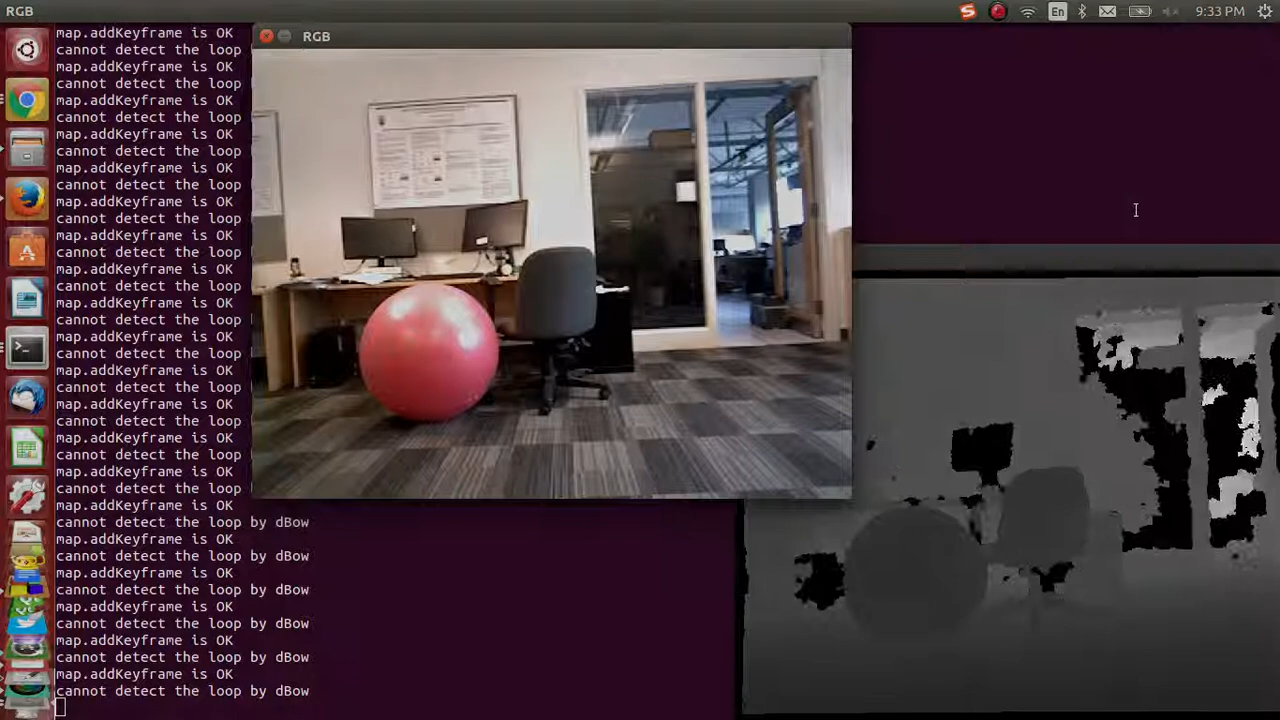 RGB
En
9:33 PM
RGB
map.addKeyframe is OK
cannot detect the loop
map.addKeyframe is OK
cannot detect the loop
map.addKeyframe is OK
cannot detect the loop
map.addKeyframe is OK
cannot detect the loop
map.addKeyframe is OK
cannot detect the loop
map.addKeyframe is OK
cannot detect the loop
map.addKeyframe is OK
cannot detect the loop
map.addKeyframe is OK
cannot detect the loop
map.addKeyframe is OK
cannot detect the loop
map.addKeyframe is OK
cannot detect the loop
map.addKeyframe is OK
cannot detect the loop
map.addKeyframe is OK
cannot detect the loop
map.addKeyframe is OK
cannot detect the loop
map.addKeyframe is OK
cannot detect the loop
map.addKeyframe is OK
cannot detect the loop by dBow
map.addKeyframe is OK
cannot detect the loop by dBow
map.addKeyframe is OK
cannot detect the loop by dBow
map.addKeyframe is OK
cannot detect the loop by dBow
map.addKeyframe is OK
cannot detect the loop by dBow
map.addKeyframe is OK
cannot detect the loop by dBow